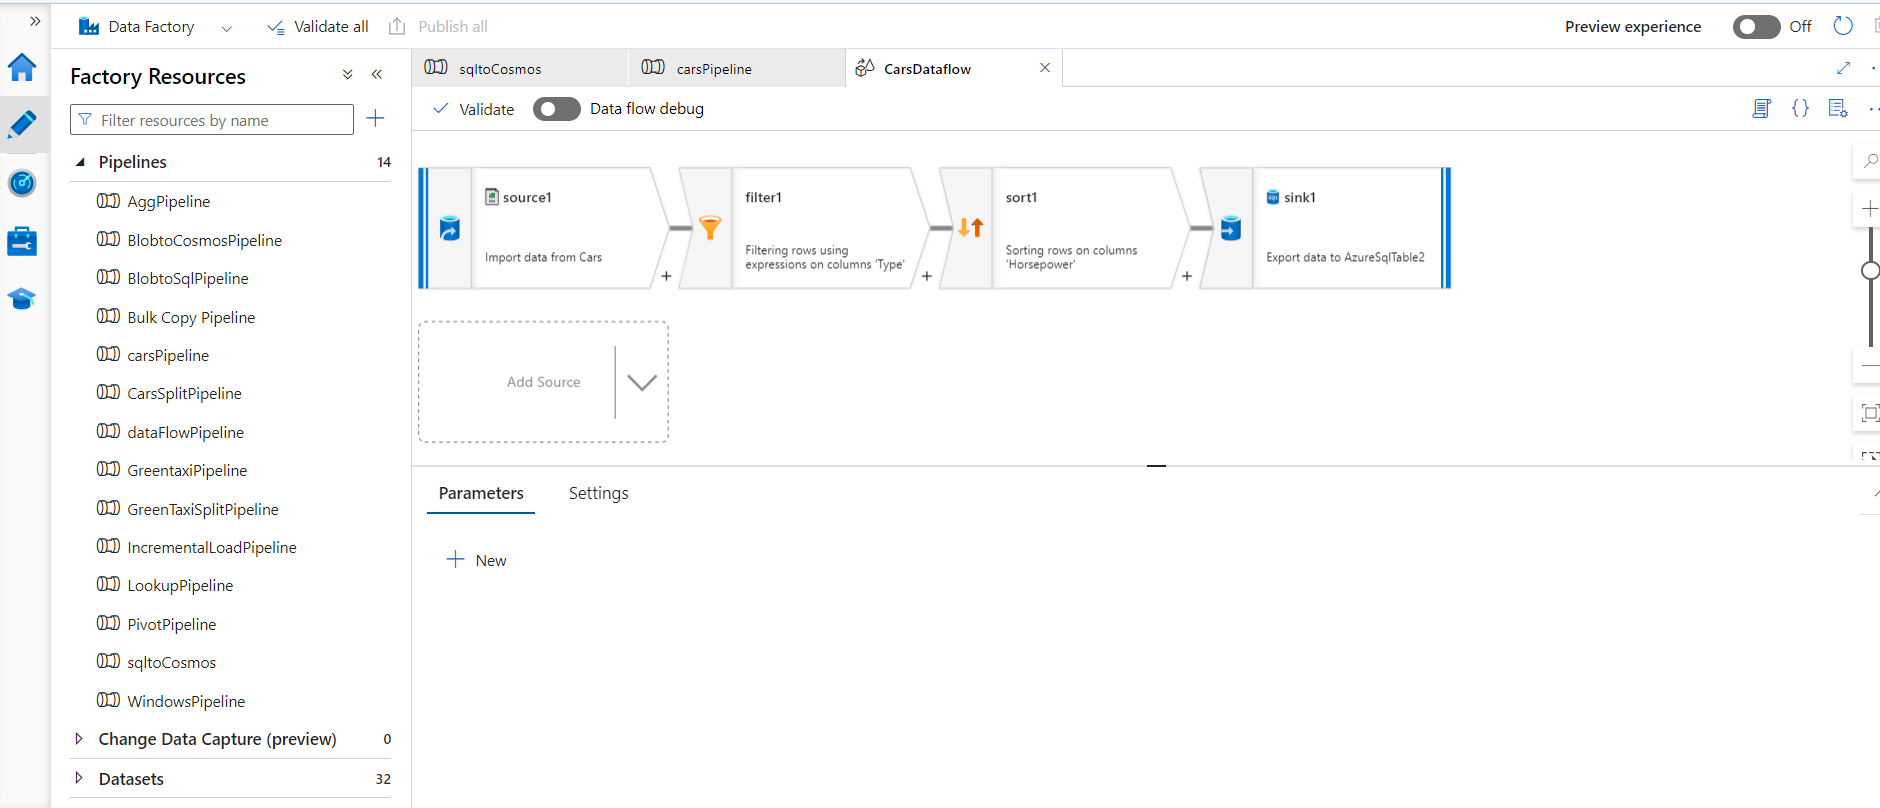 Data Factory
Validate all
Publish all
Preview experience
Off
Factory Resources
Filter resources by name
Pipelines 14
AggPipeline
BlobtoCosmosPipeline
BlobtoSqlPipeline
Bulk Copy Pipeline
carsPipeline
CarsSplitPipeline
dataFlowPipeline
GreentaxiPipeline
GreenTaxiSplitPipeline
IncrementalLoadPipeline
LookupPipeline
PivotPipeline
sqltoCosmos
WindowsPipeline
Change Data Capture (preview) 0
Datasets 32
sqltoCosmos
carsPipeline
CarsDataflow
Validate
Data flow debug
source1
Import data from Cars
filter1
Filtering rows using
expressions on columns 'Type'
sort1
Sorting rows on columns
'Horsepower'
SQL sink1
Export data to AzureSqlTable2
Add Source
Parameters
Settings
New